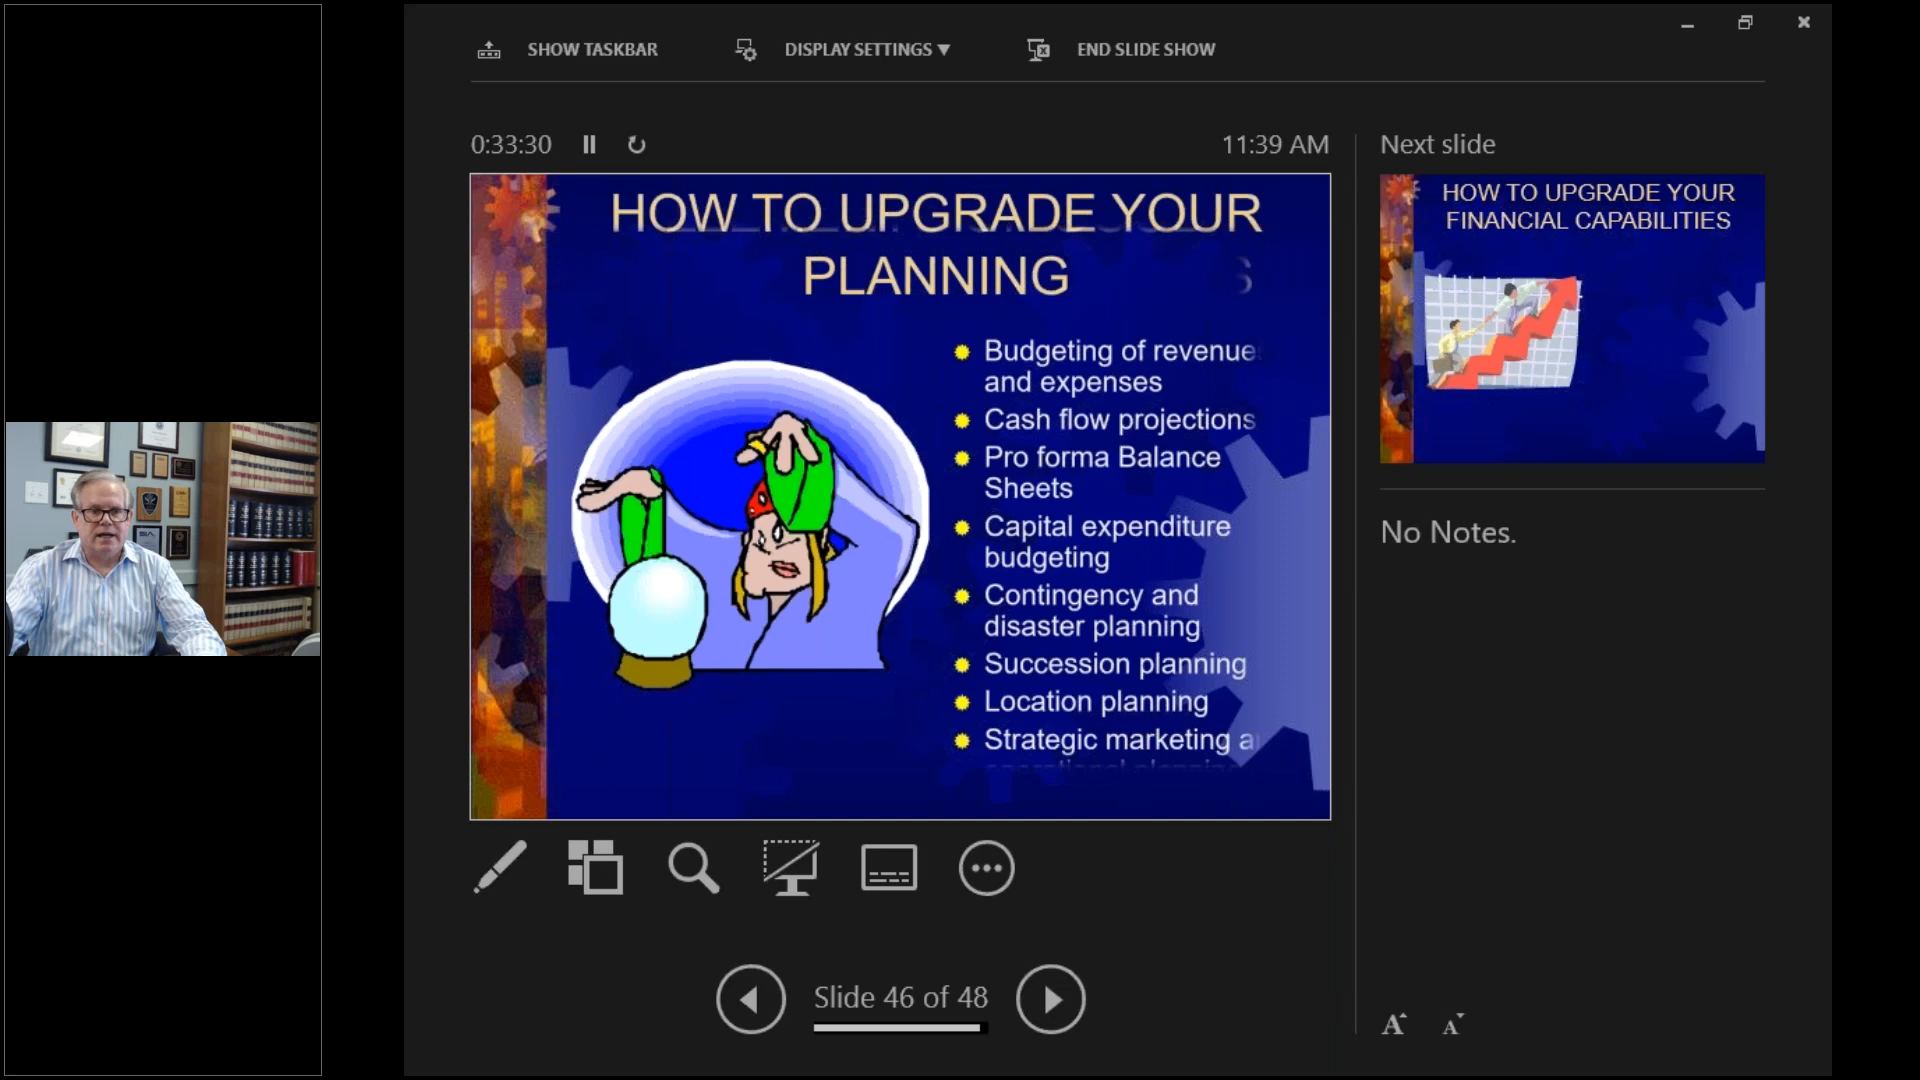 SHOW TASKBAR
DISPLAY SETTINGS
END SLIDE SHOW
0:33:30
11:39 AM
HOW TO UPGRADE YOUR
PLANNING
Budgeting of revenue
and expenses
Cash flow projections
Pro forma Balance
Sheets
Capital expenditure
budgeting
Contingency and
disaster planning
Succession planning
Location planning
Strategic marketing a
Next slide
HOW TO UPGRADE YOUR
FINANCIAL CAPABILITIES
No Notes.
Slide 46 of 48
A A